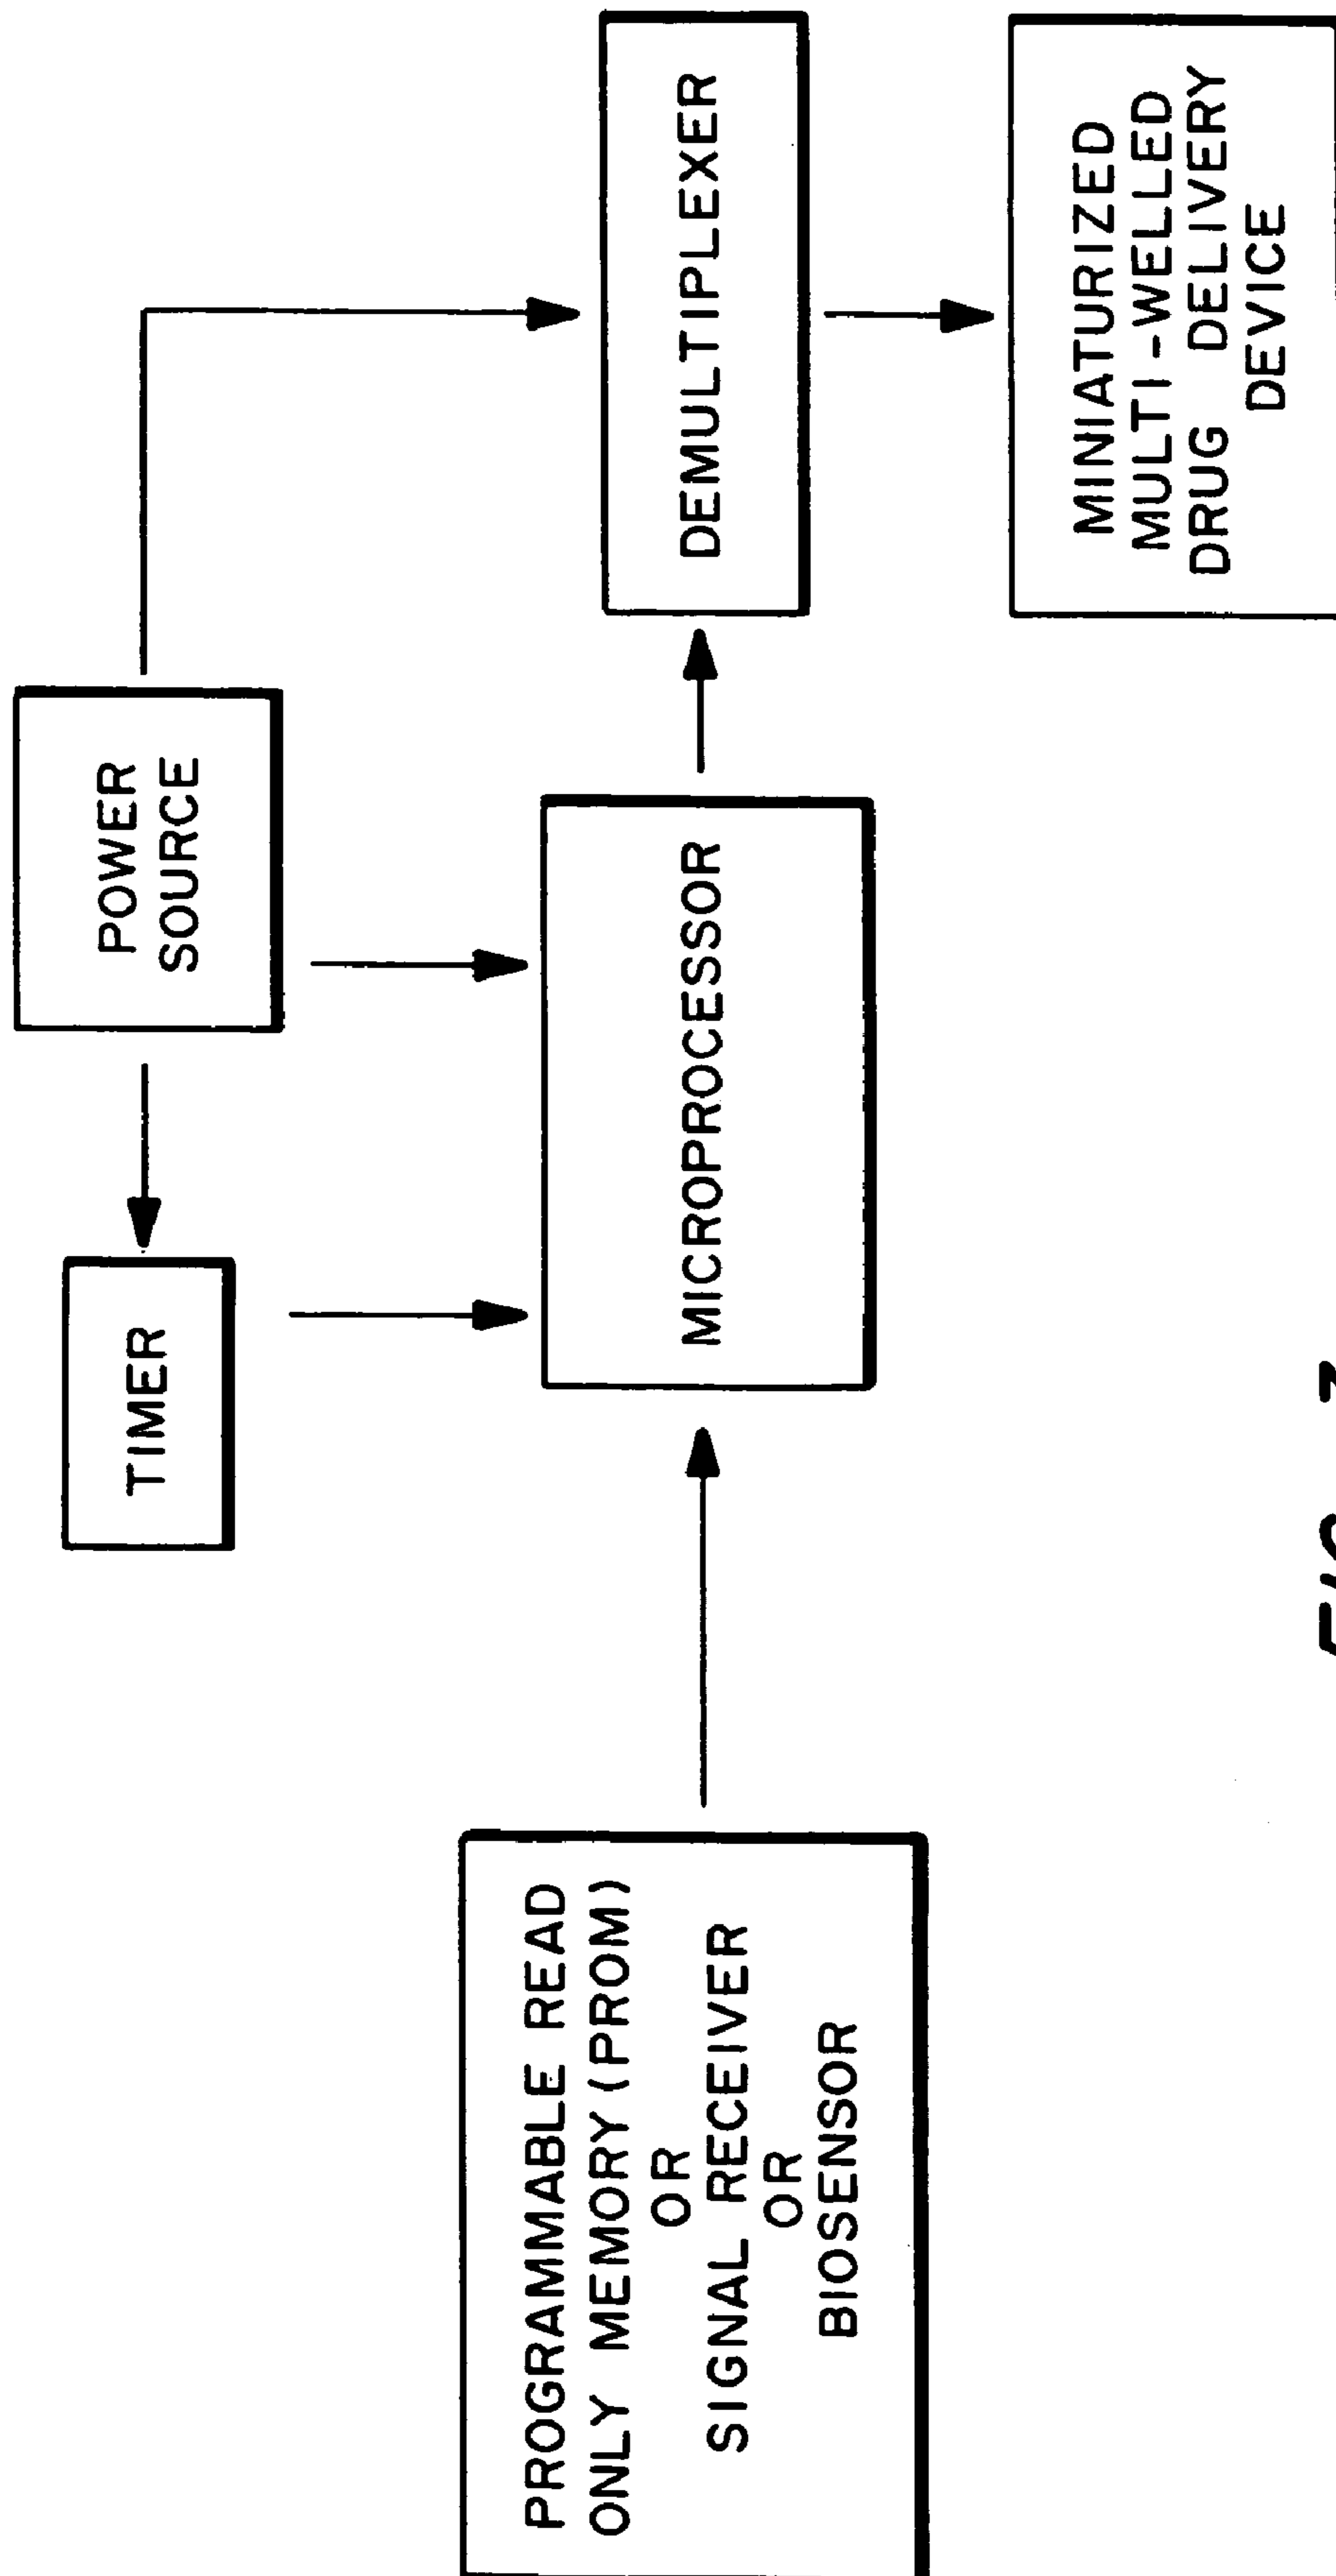 POWER
SOURCE
TIMER
PROGRAMMABLE READ
ONLY MEMORY (PROM)
OR
SIGNAL RECEIVER
OR
BIOSENSOR
MICROPROCESSOR
DEMULTIPLEXER
MINIATURIZED
MULTI-WELLED
DRUG DELIVERY
DEVICE
FIG